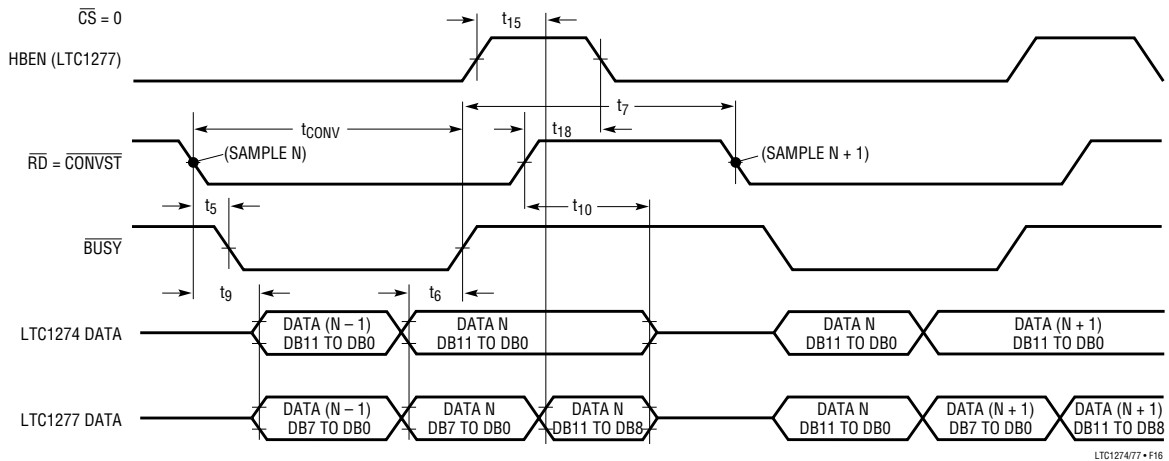 CS = 0
t15
HBEN (LTC1277)
t7
tCONV
t18
(SAMPLE N)
(SAMPLE N + 1)
RD = CONVST
t5
t10
BUSY
t9
t6
DATA (N – 1)
DB11 TO DB0
DATA N
DB11 TO DB0
DATA N
DB11 TO DB0
DATA (N + 1)
DB11 TO DB0
LTC1274 DATA
DATA (N – 1)
DB7 TO DB0
DATA N
DB7 TO DB0
DATA N
DB11 TO DB8
DATA N
DB11 TO DB0
DATA (N + 1)
DB7 TO DB0
DATA (N + 1)
DB11 TO DB8
LTC1277 DATA
LTC1274/77 • F16